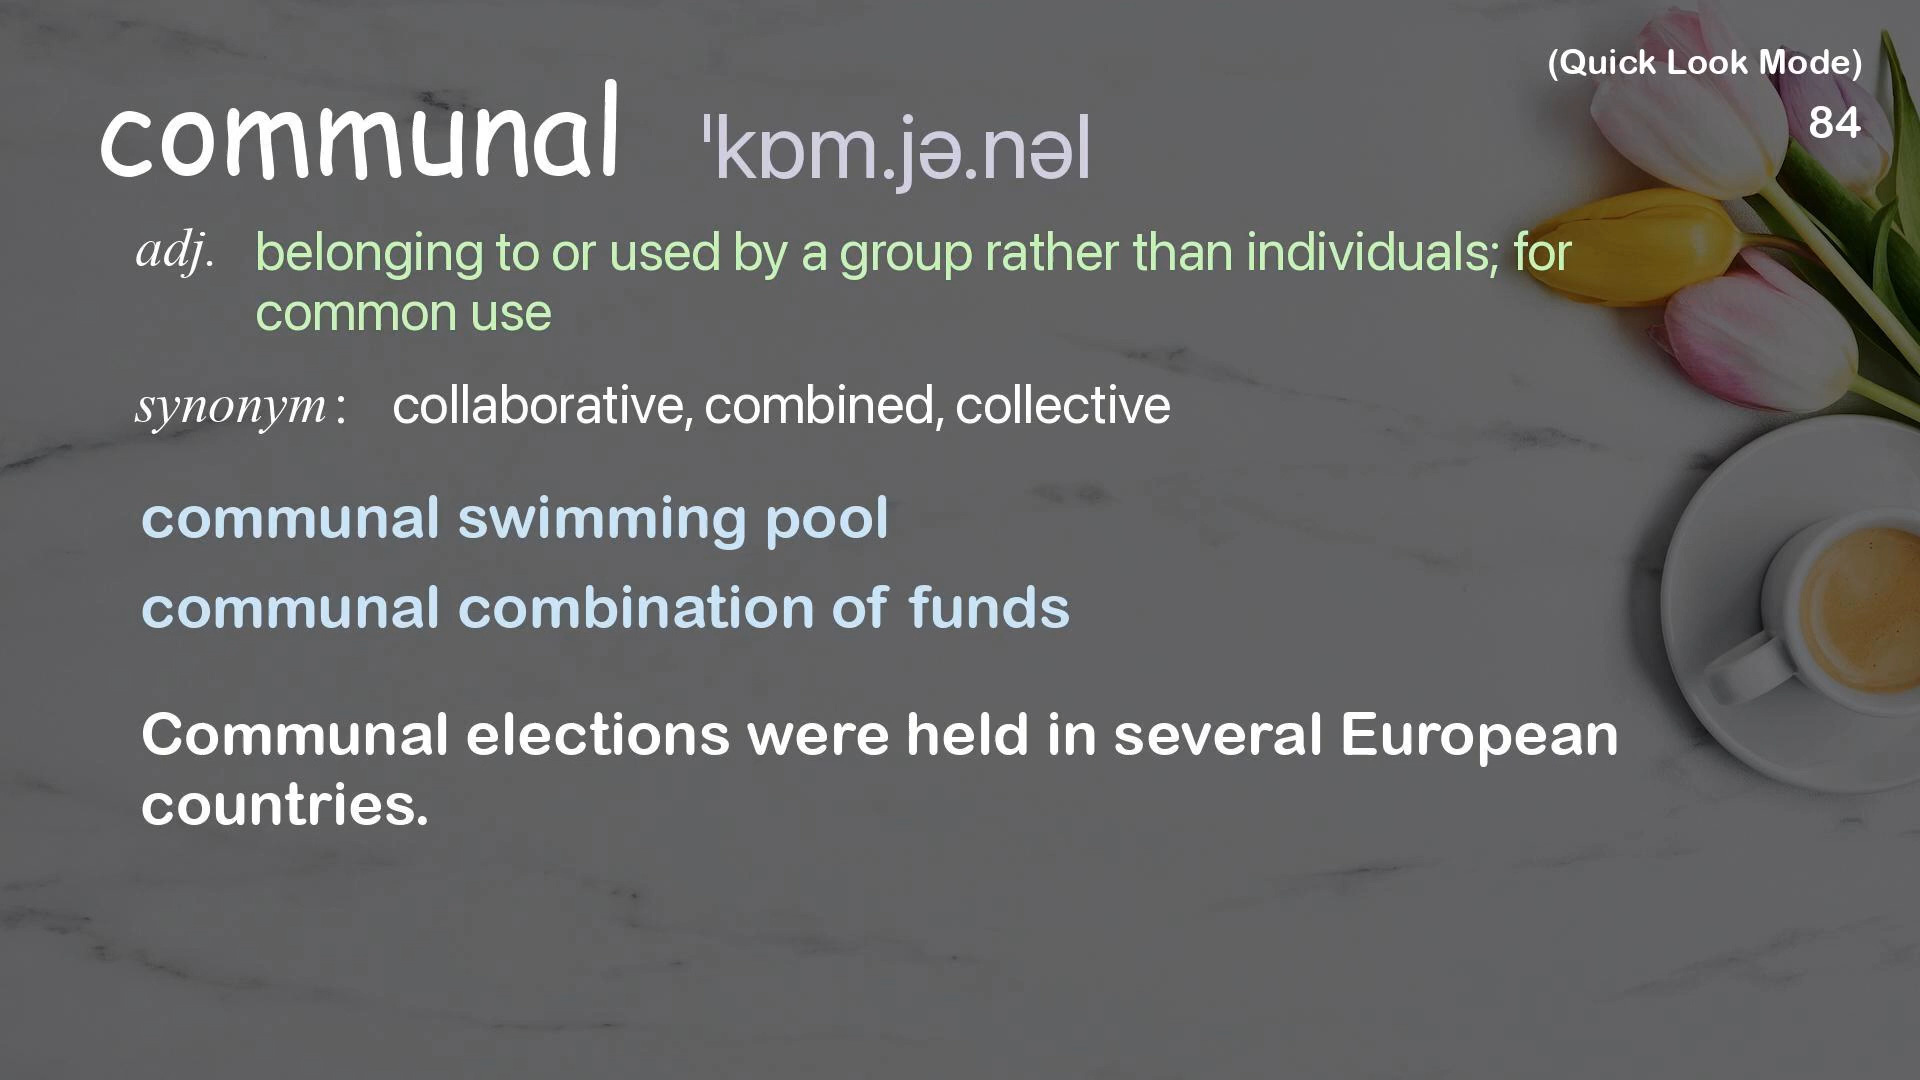 (Quick Look Mode)
84
communal ˈkɒm.jə.nəl
adj. belonging to or used by a group rather than individuals; for
common use
synonym: collaborative, combined, collective
communal swimming pool
communal combination of funds
Communal elections were held in several European
countries.